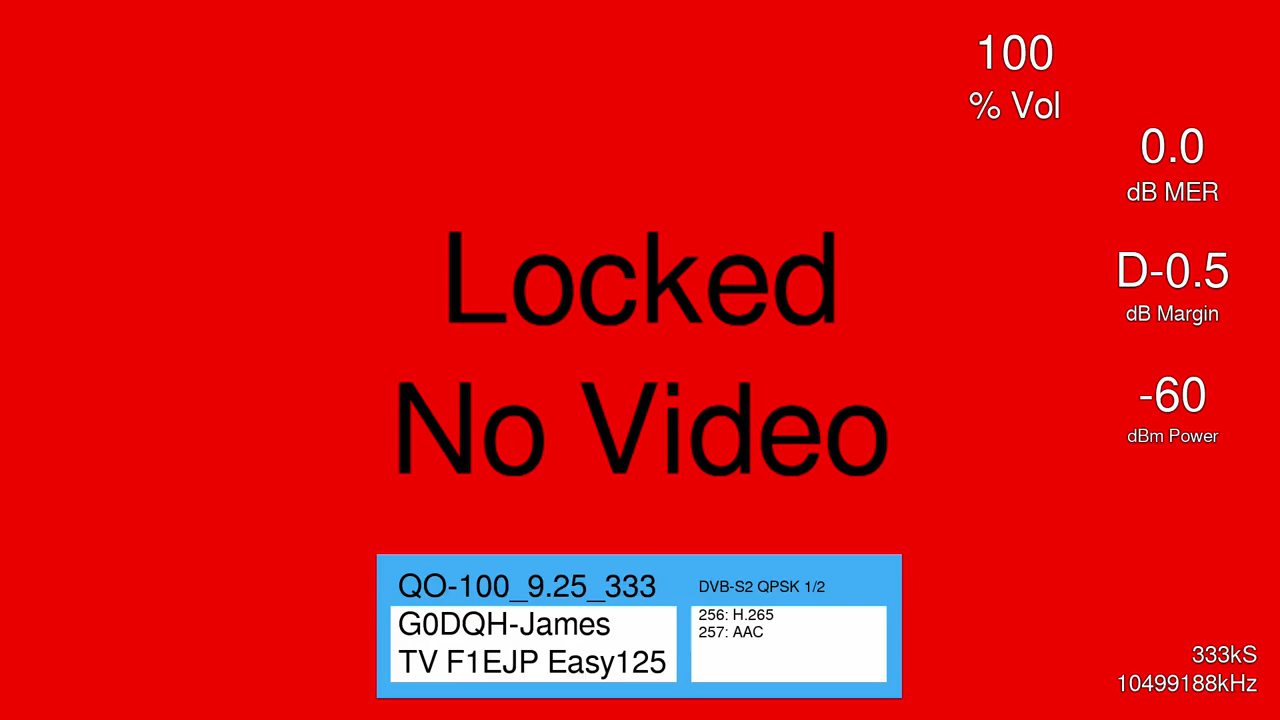 100
% Vol
0.0
dB MER
Locked
D-0.5
dB Margin
No Video
-60
dBm Power
QO-100_9.25_333
DVB-S2 QPSK 1/2
G0DQH-James
TV F1EJP Easy125
256: H.265
257: AAC
333kS
10499188kHz